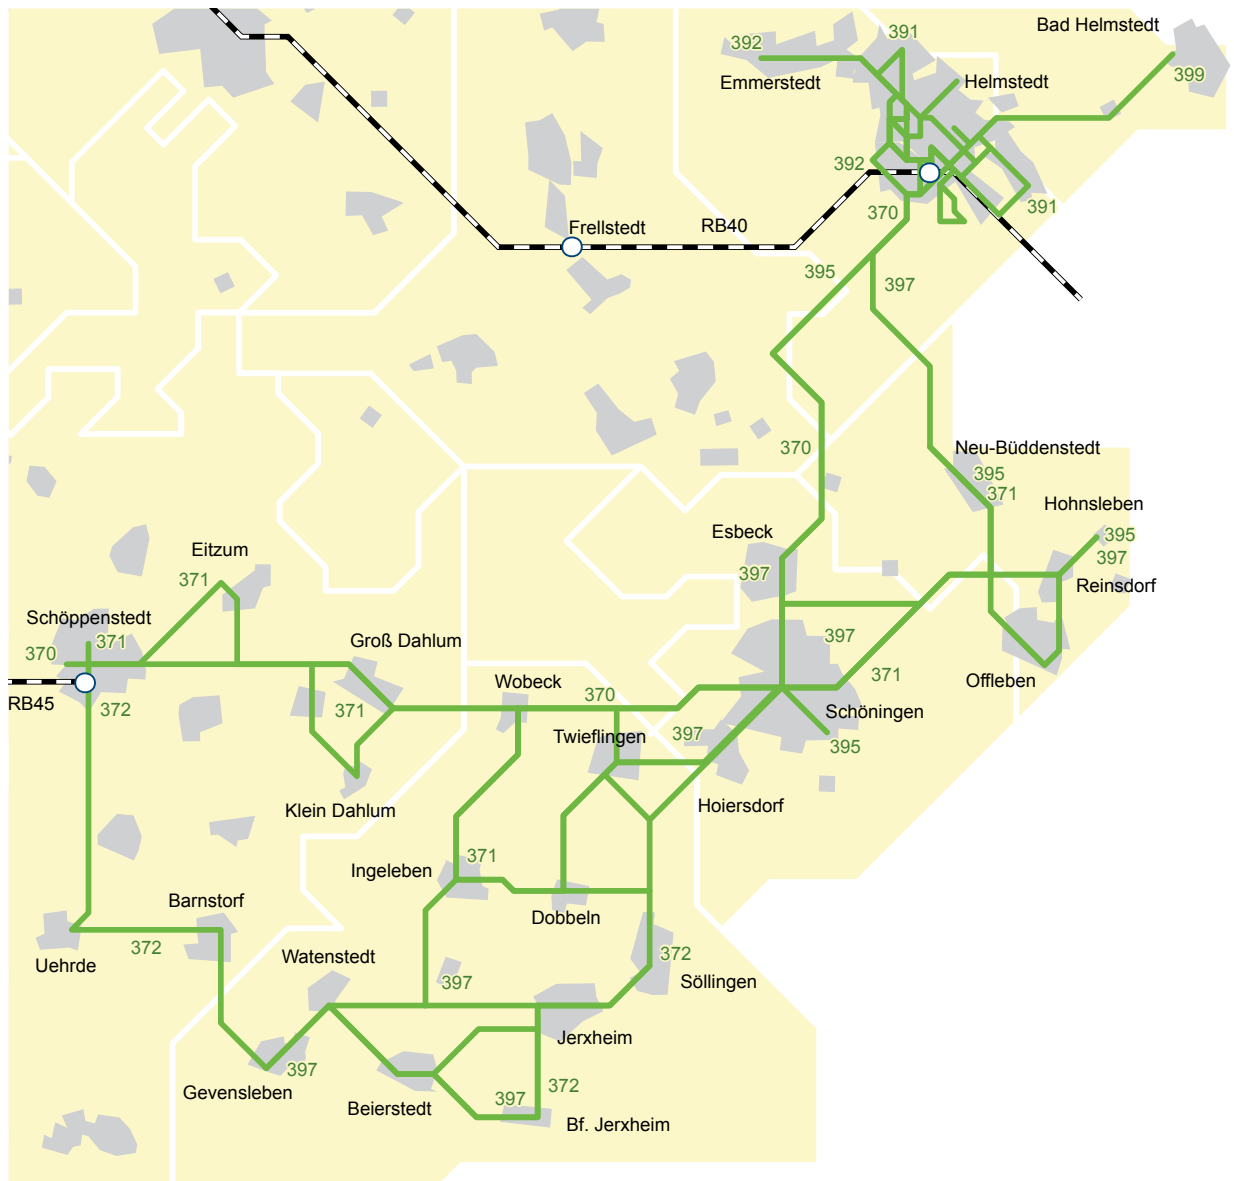 Bad Helmstedt
391
392
399
Emmerstedt
Helmstedt
392
370
391
Frellstedt
RB40
395
397
370
Neu-Büddenstedt
395
371
Hohnsleben
Esbeck
395
Eitzum
397
397
371
Reinsdorf
Schöppenstedt
371
397
370
Groß Dahlum
371
Offleben
Wobeck
370
RB45
372
371
Schöningen
Twieflingen
397
395
Klein Dahlum
Hoiersdorf
371
Ingeleben
Barnstorf
Dobbeln
372
Watenstedt
372
Uehrde
397
Söllingen
Jerxheim
397
Gevensleben
372
397
Beierstedt
Bf. Jerxheim